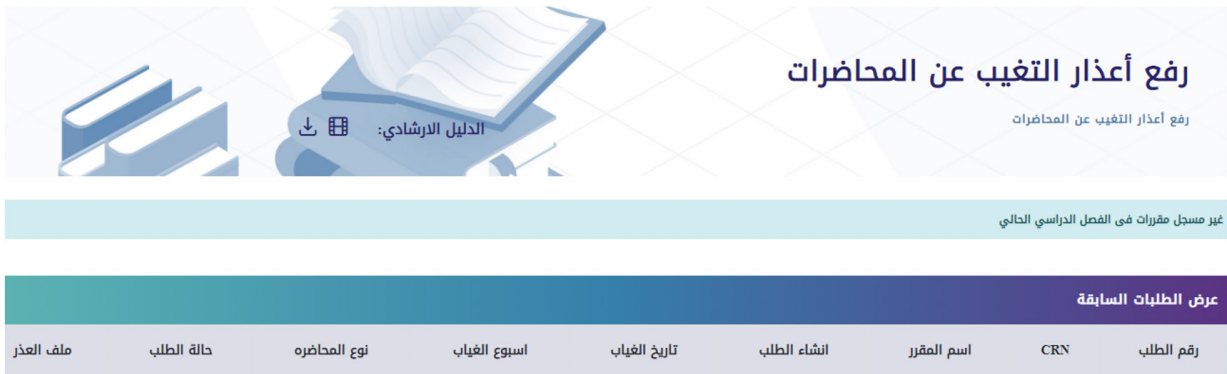 رفع أعذار التغيب عن المحاضرات
رفع أعذار التغيب عن المحاضرات
الدليل الارشادي:
غير مسجل مقررات فى الفصل الدراسي الحالي
عرض الطلبات السابقة
رقم الطلب CRN اسم المقرر انشاء الطلب تاريخ الغياب اسبوع الغياب نوع المحاضره حالة الطلب ملف العذر